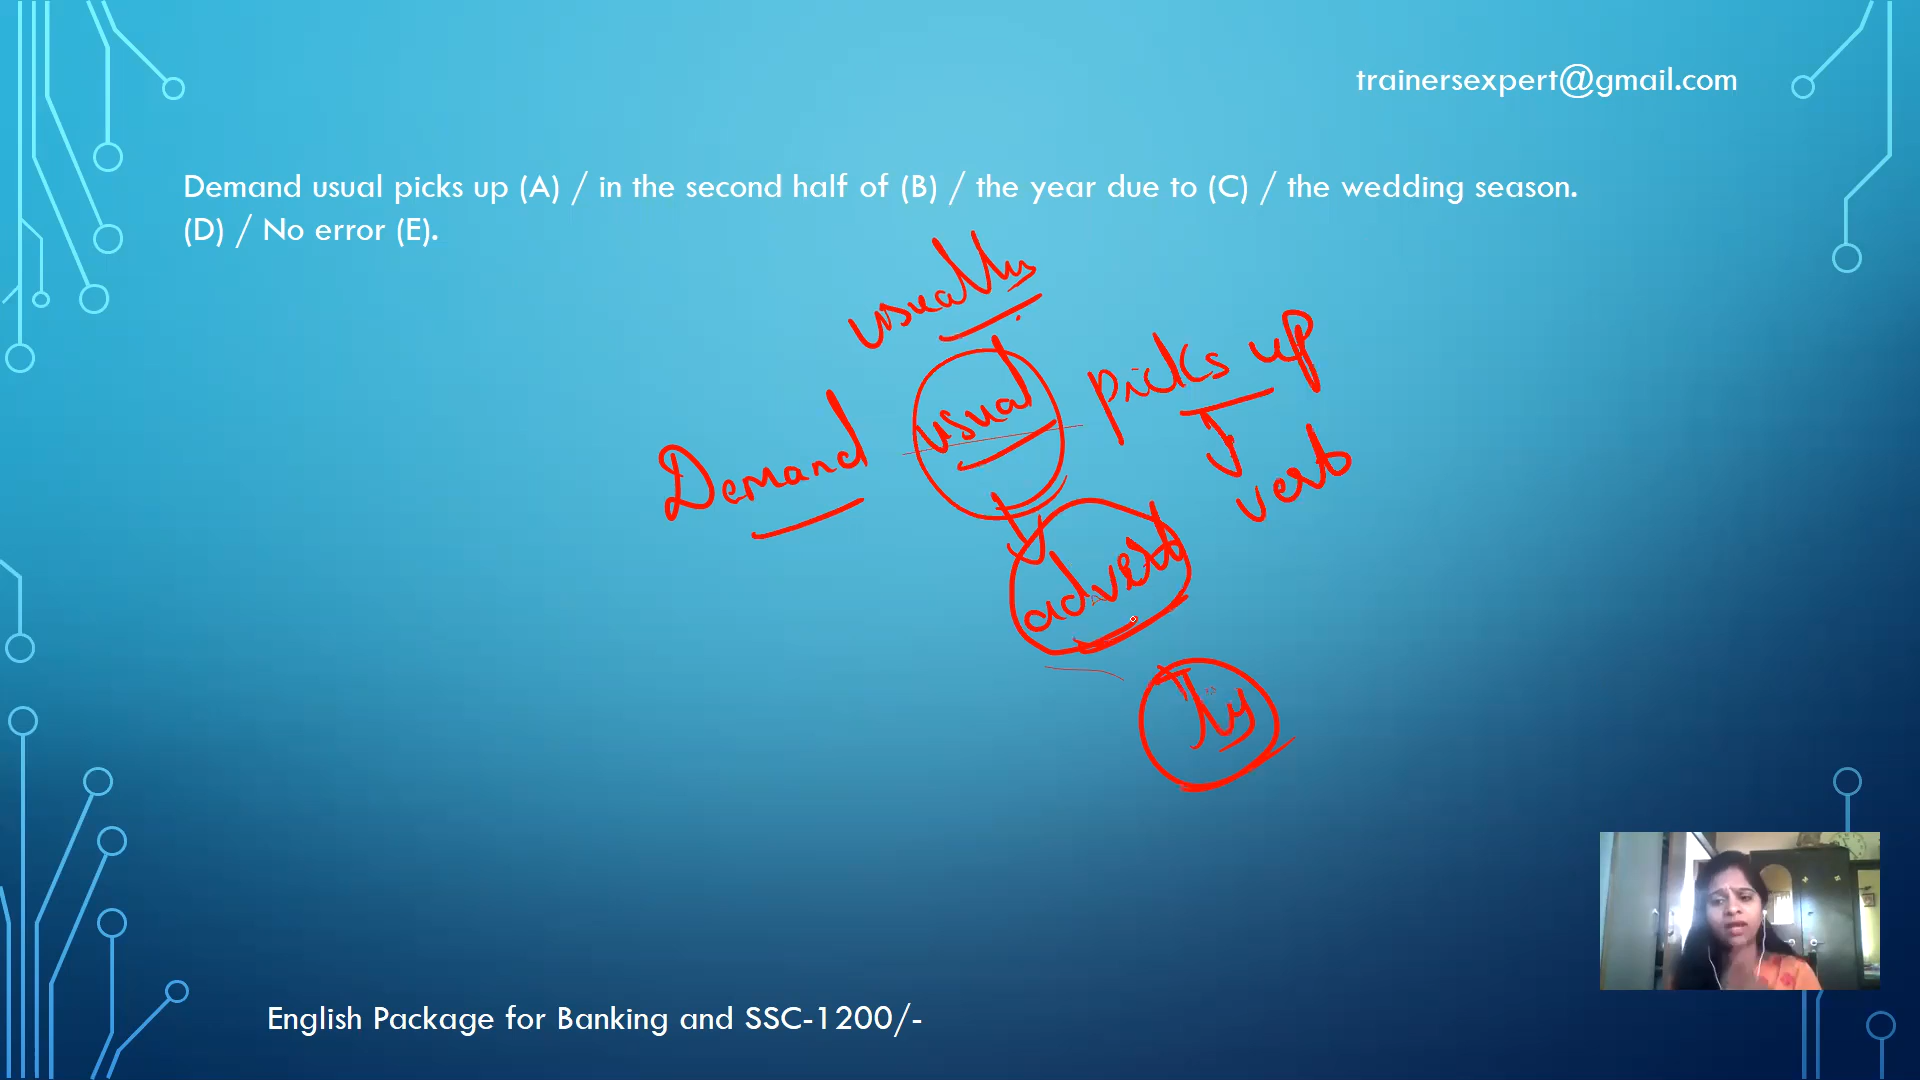 trainersexpert@gmail.com
Demand usual picks up (A) / in the second half of (B) / the year due to (C) / the wedding season.
(D) / No error (E).
usually
Demand usual picks up
verb
adverb
ly
English Package for Banking and SSC-1200/-